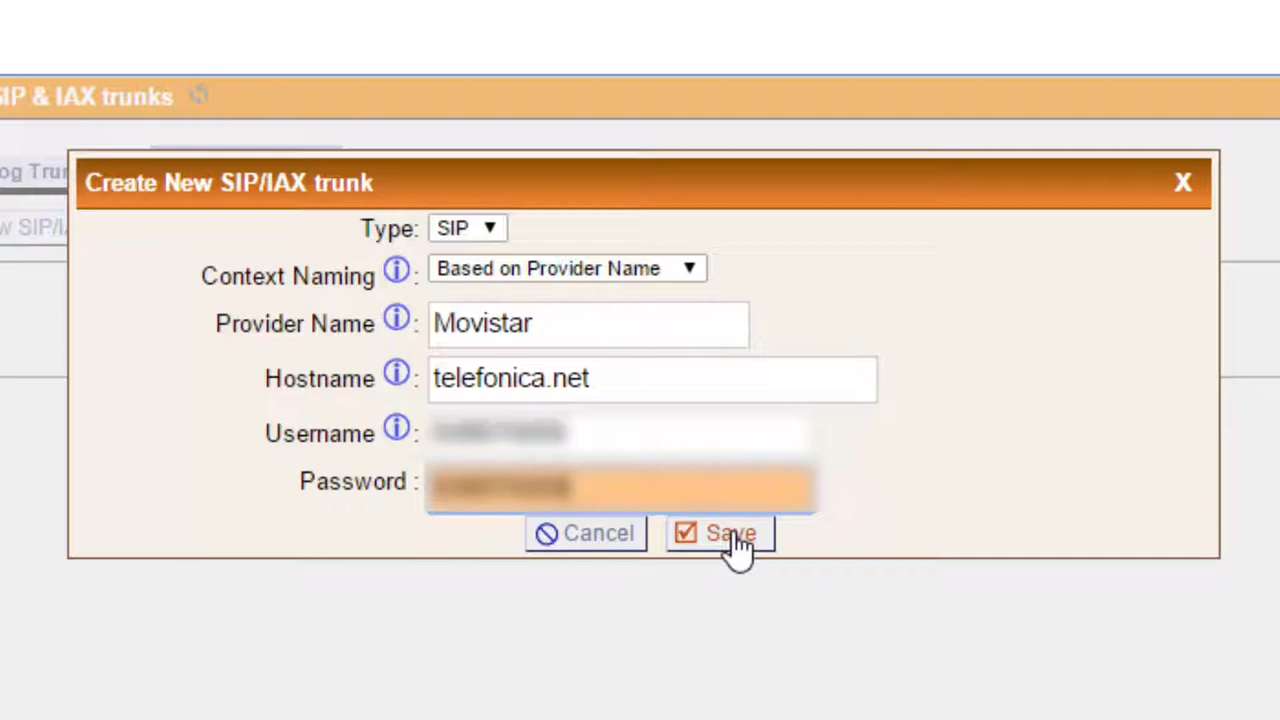 SIP & IAX trunks
Create New SIP/IAX trunk X
Type: SIP ▼
Context Naming ⓘ: Based on Provider Name ▼
Provider Name ⓘ: Movistar
Hostname ⓘ: telefonica.net
Username ⓘ:
Password :
Cancel Save